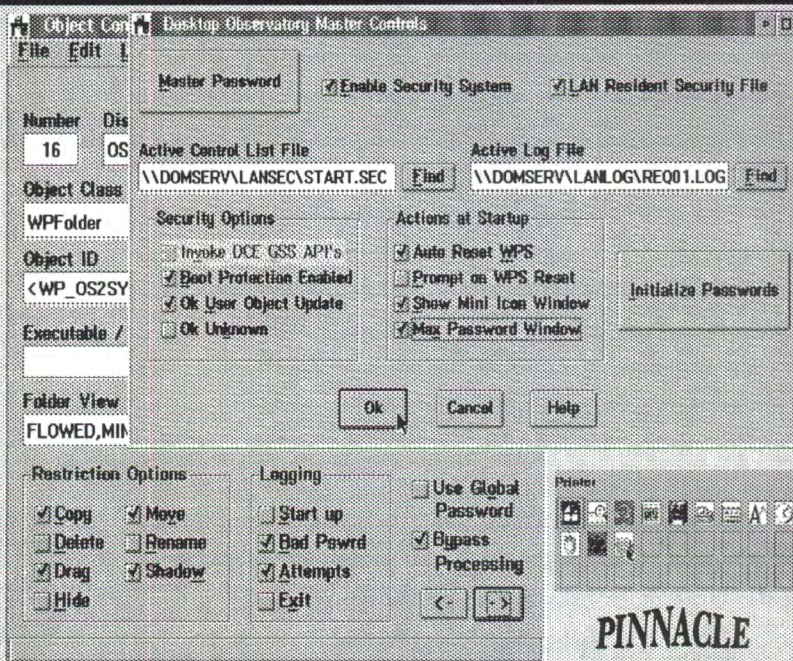 Object Con
Desktop Observatory Master Controls
File Edit L
Master Password
Enable Security System
LAN Resident Security File
Number Dis
16 OS
Active Control List File
Active Log File
\\DOMSERV\LANSEC\START.SEC
Find
\\DOMSERV\LANLOG\REQ01.LOG
Find
Object Class
WPFolder
Object ID
<WP_OS2SY
Executable /
Folder View
FLOWED,MIN
Security Options
Invoke DCE GSS API's
Boot Protection Enabled
Ok User Object Update
Ok Unknown
Actions at Startup
Auto Reset WPS
Prompt on WPS Reset
Show Mini Icon Window
Max Password Window
Initialize Passwords
Ok
Cancel
Help
Restriction Options
Copy Move
Delete Rename
Drag Shadow
Hide
Logging
Start up
Bad Pswrd
Attempts
Exit
Use Global
Password
Bypass
Processing
<- ->
Printer
PINNACLE